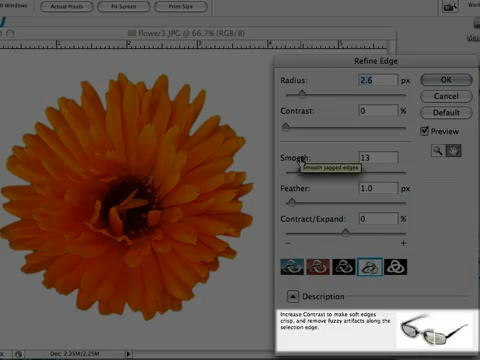 Windows
Actual Pixels
Fit Screen
Print Size
flower3.JPG @ 66.7% (RGB/8)
Refine Edge
Radius: 2.6 px
OK
Cancel
Contrast: 0 %
Default
Preview
Smooth: 13
Smooth jagged edges
Feather: 1.0 px
Contract/Expand: 0 %
Description
Increase Contrast to make soft edges
crisp, and remove fuzzy artifacts along the
selection edge.
Doc: 2.25M/2.25M